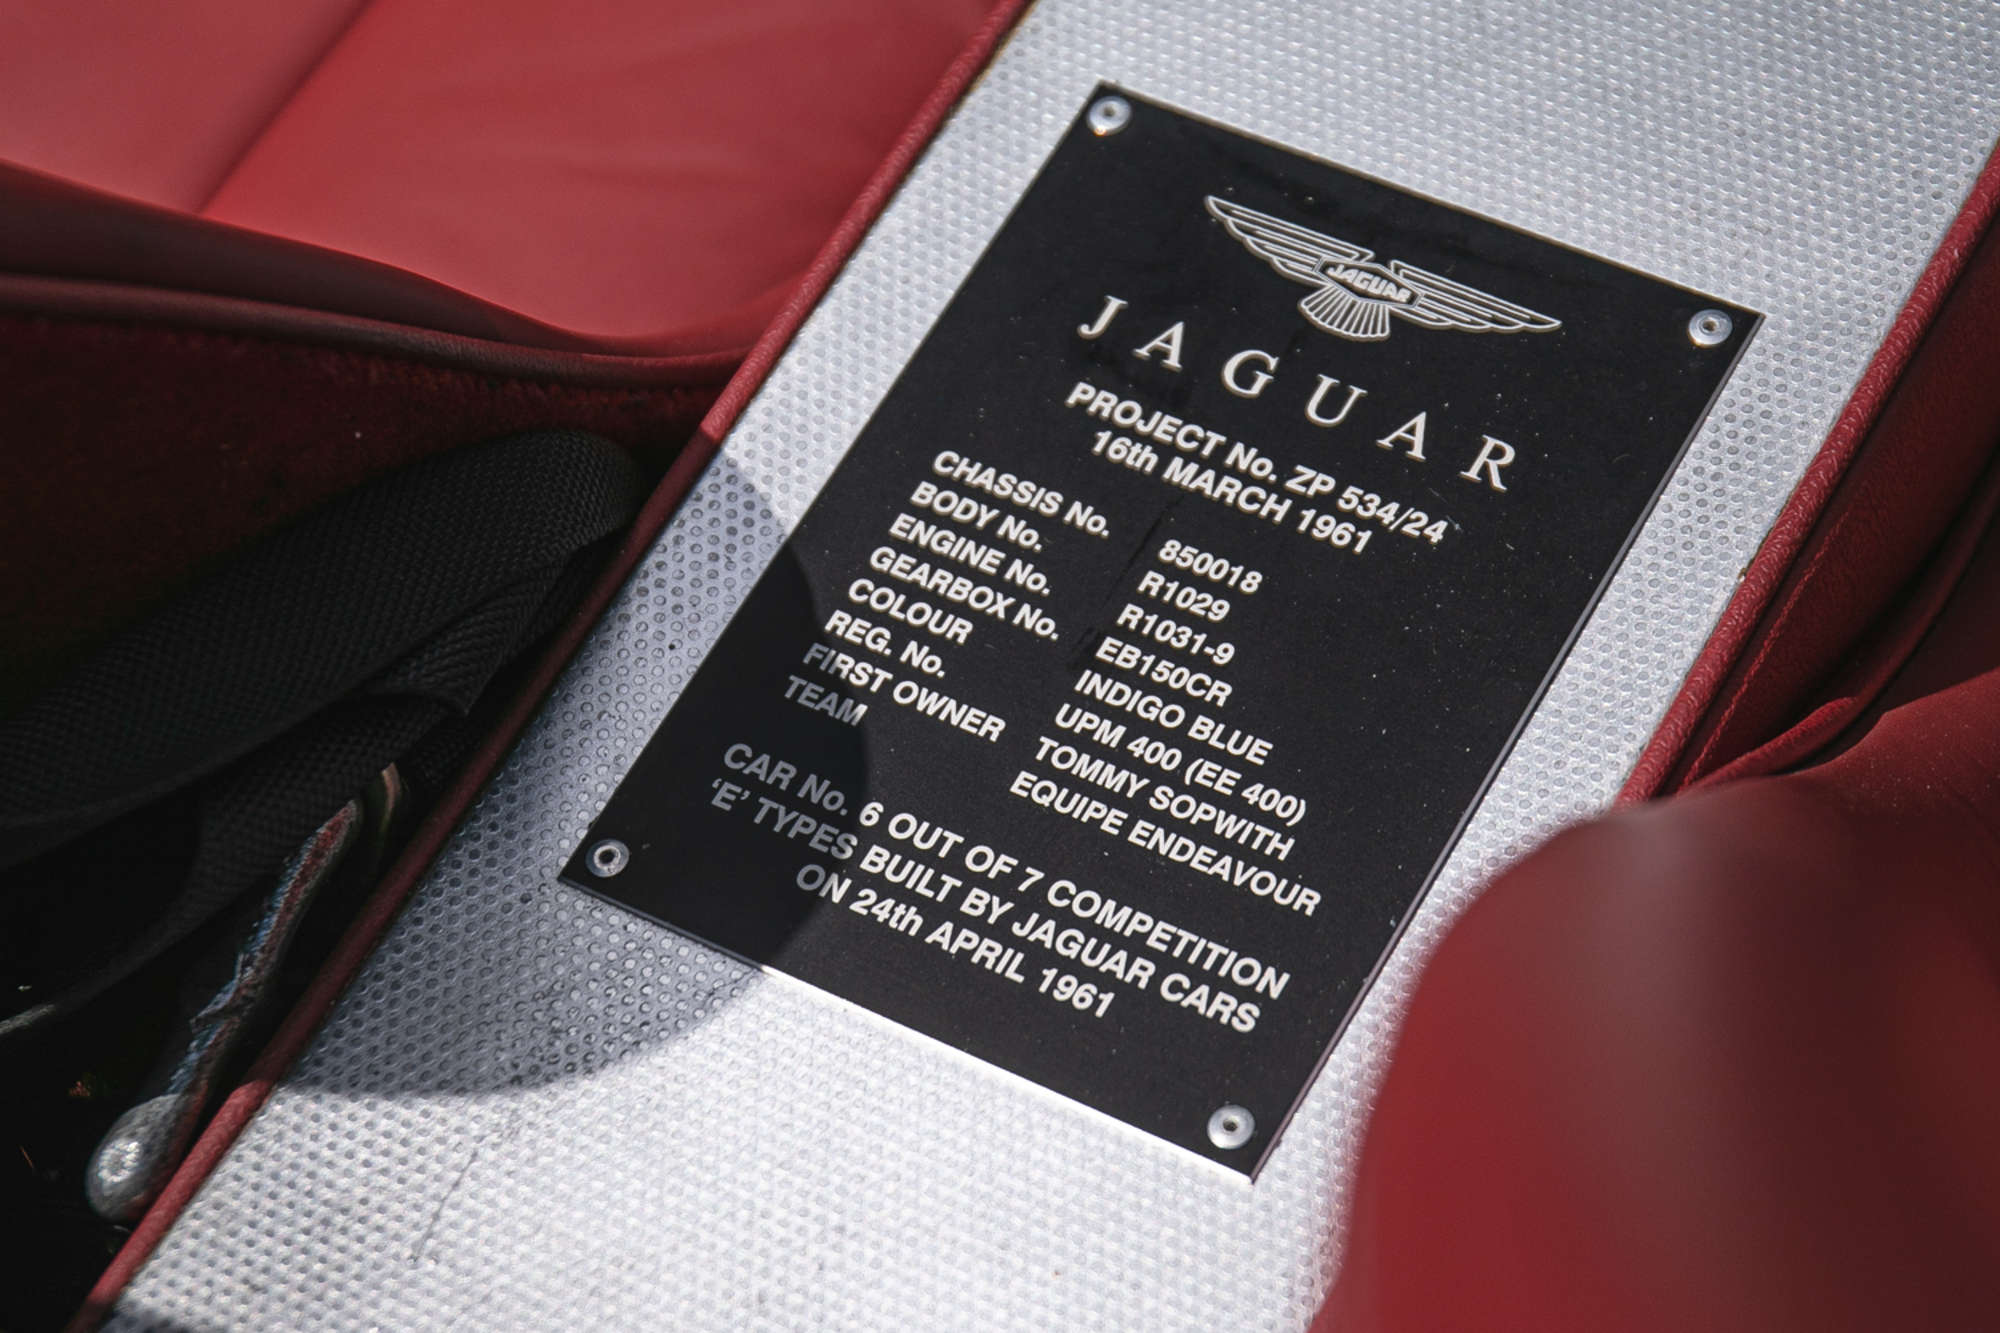 JAGUAR
JAGUAR
PROJECT No. ZP 534/24
16th MARCH 1961
CHASSIS No. 850018
BODY No. R1029
ENGINE No. R1031-9
GEARBOX No. EB150CR
COLOUR INDIGO BLUE
REG. No. UPM 400 (EE 400)
FIRST OWNER TOMMY SOPWITH
TEAM EQUIPE ENDEAVOUR
CAR No. 6 OUT OF 7 COMPETITION
‘E’ TYPES BUILT BY JAGUAR CARS
ON 24th APRIL 1961